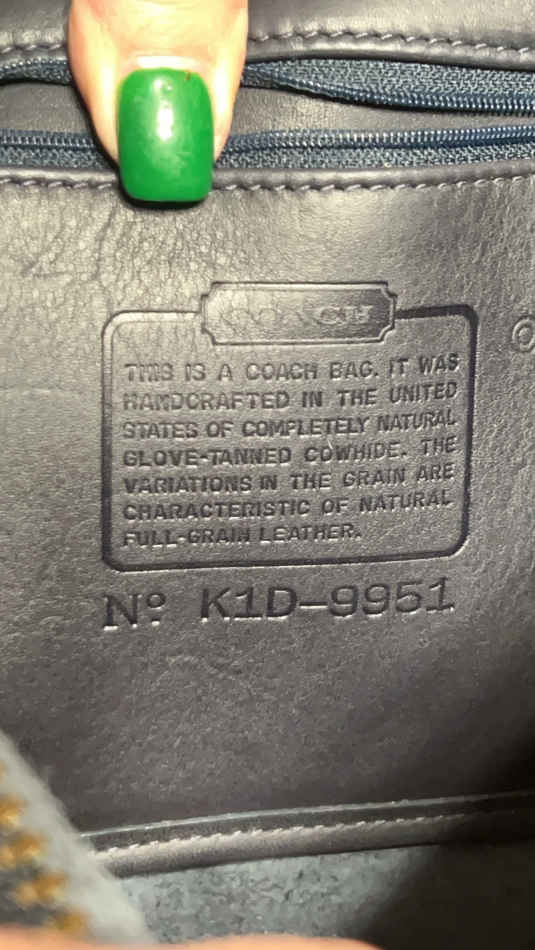 COACH
THIS IS A COACH BAG. IT WAS
HANDCRAFTED IN THE UNITED
STATES OF COMPLETELY NATURAL
GLOVE-TANNED COWHIDE. THE
VARIATIONS IN THE GRAIN ARE
CHARACTERISTIC OF NATURAL
FULL-GRAIN LEATHER.
Nº K1D-9951